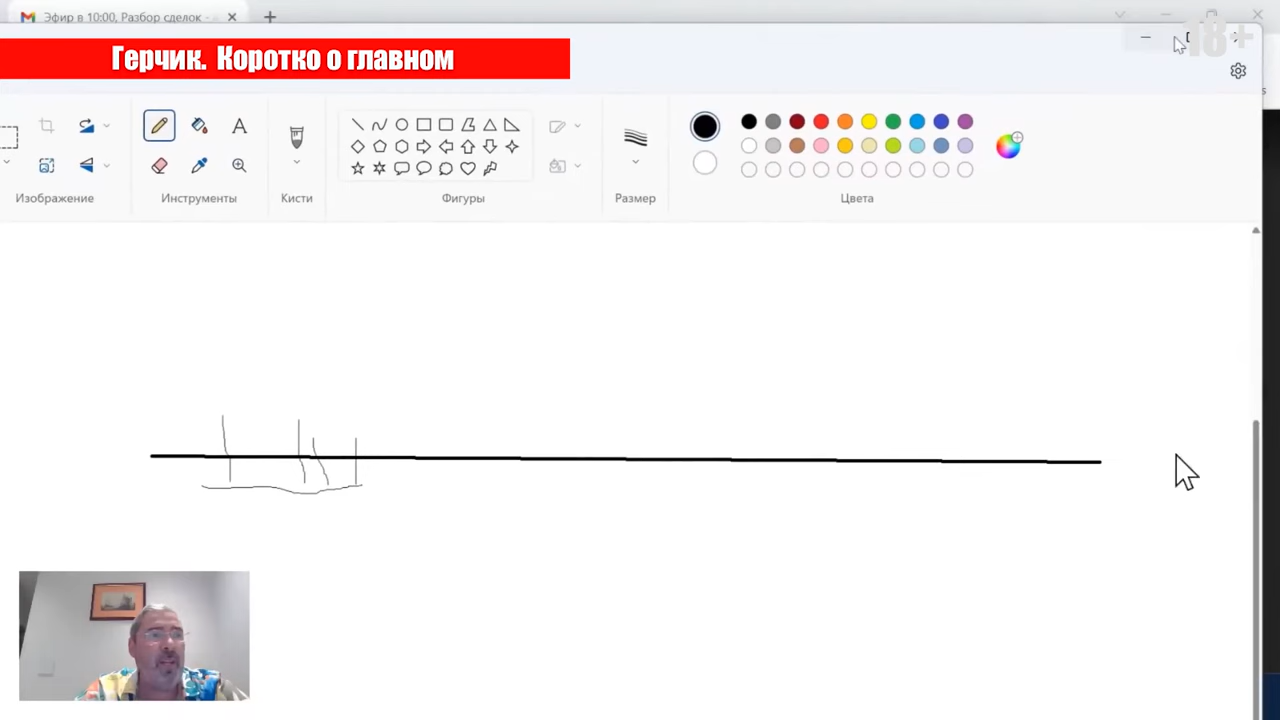 Эфир в 10:00, Разбор сделок -
18+
Герчик. Коротко о главном
Изображение
Инструменты
Кисти
Фигуры
Размер
Цвета